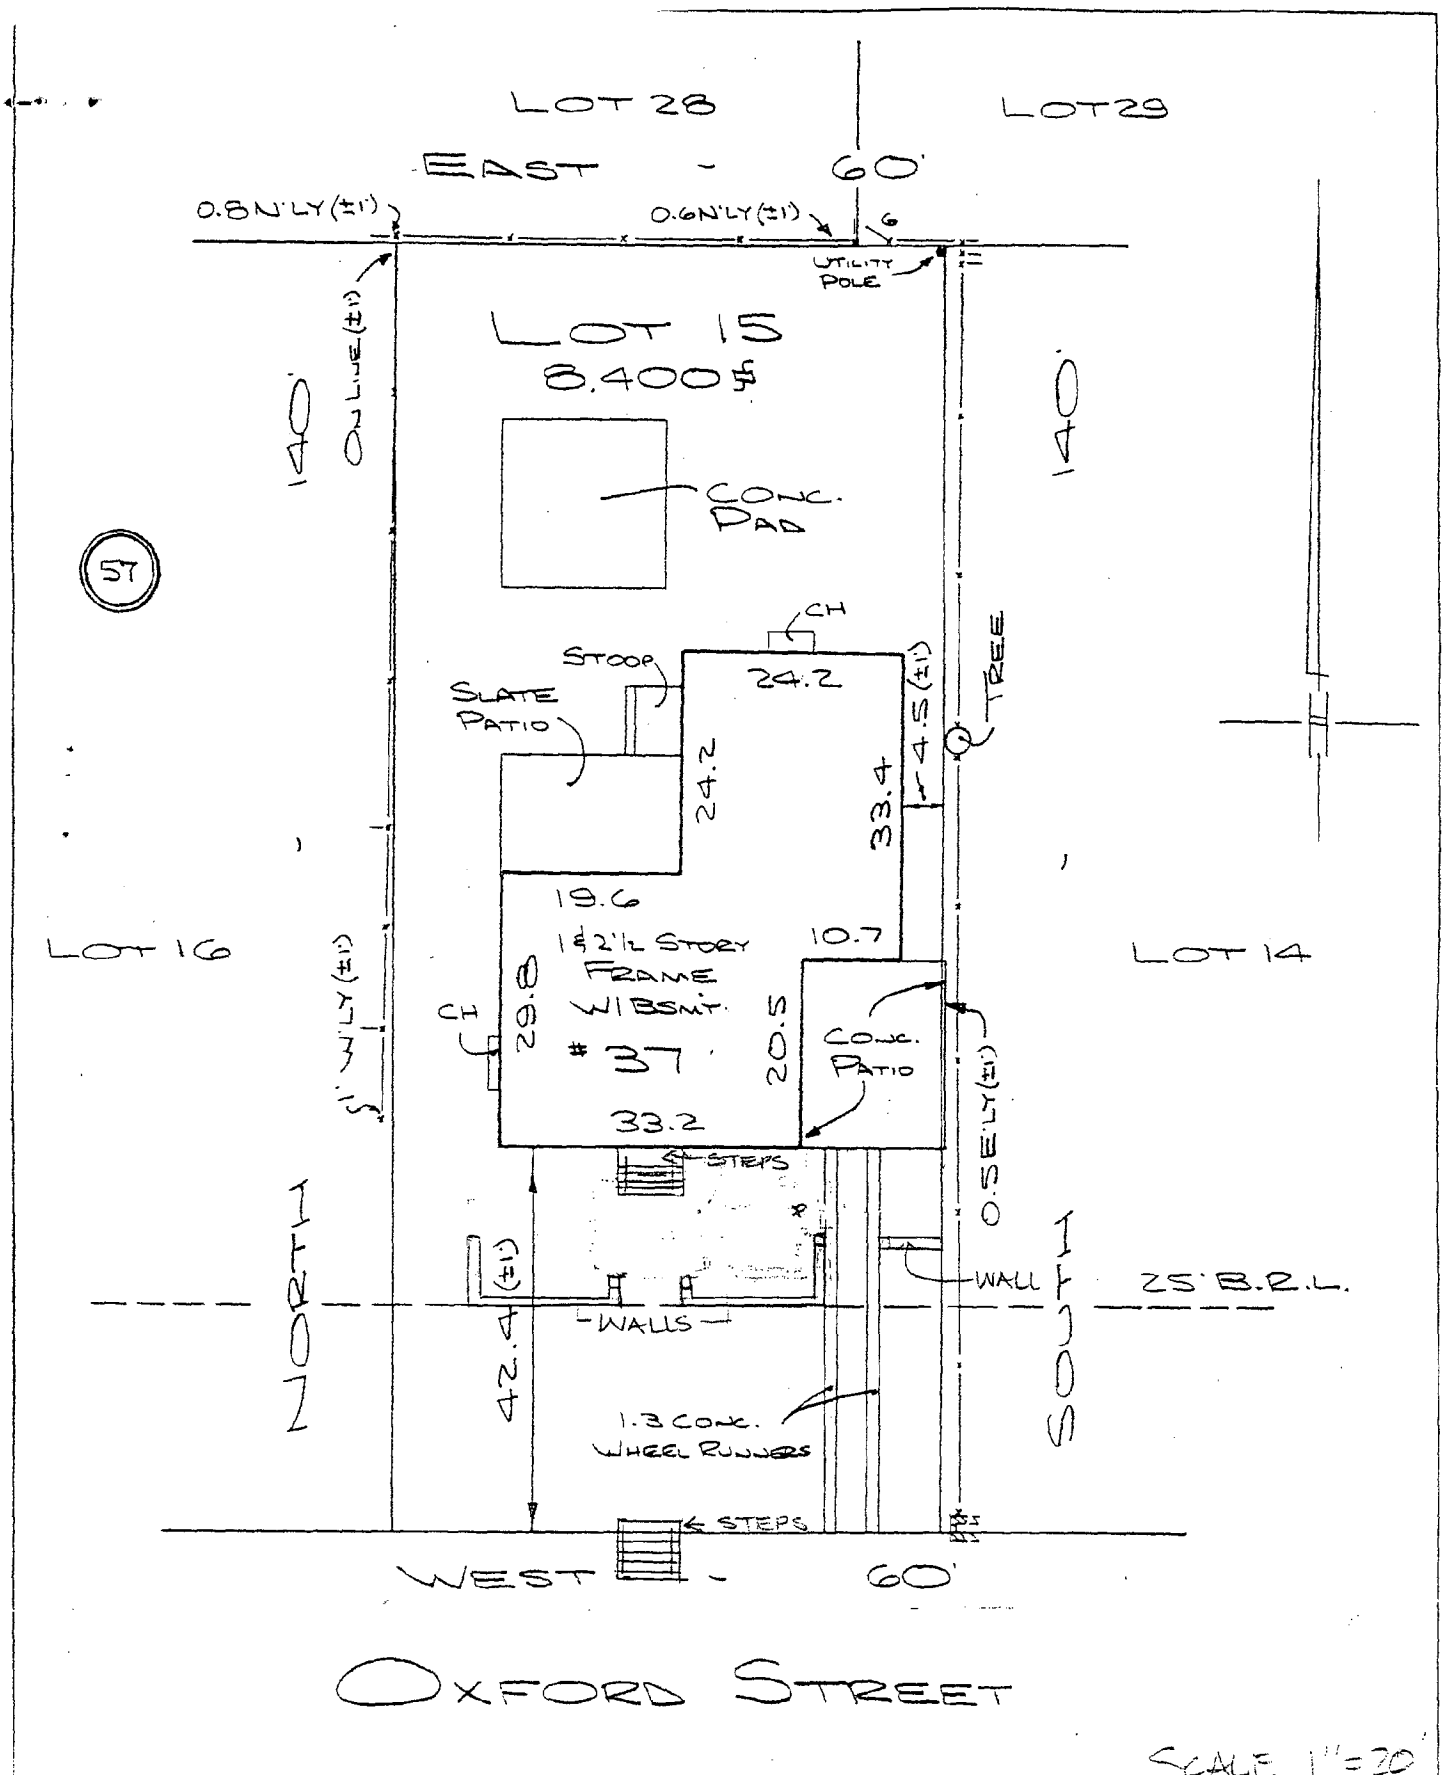 LOT 28
LOT 29
EAST - 60'
0.8 N'LY (±1')
0.6 N'LY (±1')
G
UTILITY
POLE
ON LINE (±1')
LOT 15
8.400 #
140'
140'
CONC.
PAD
57
CH
STOOP
24.2
SLATE
PATIO
TREE
4.5 (±1')
24.2
33.4
19.6
10.7
LOT 16
1 & 2 1/2 STORY
FRAME
W/BSMT.
# 37
LOT 14
1' W'LY (±1')
CH
29.8
20.5
CONC.
PATIO
0.5 E'LY (±1')
33.2
STEPS
NORTH
SOUTH
42.4 (±1')
WALL
25' B.R.L.
WALLS
1.3 CONC.
WHEEL RUNNERS
STEPS
WEST - 60'
OXFORD STREET
SCALE 1"=20'